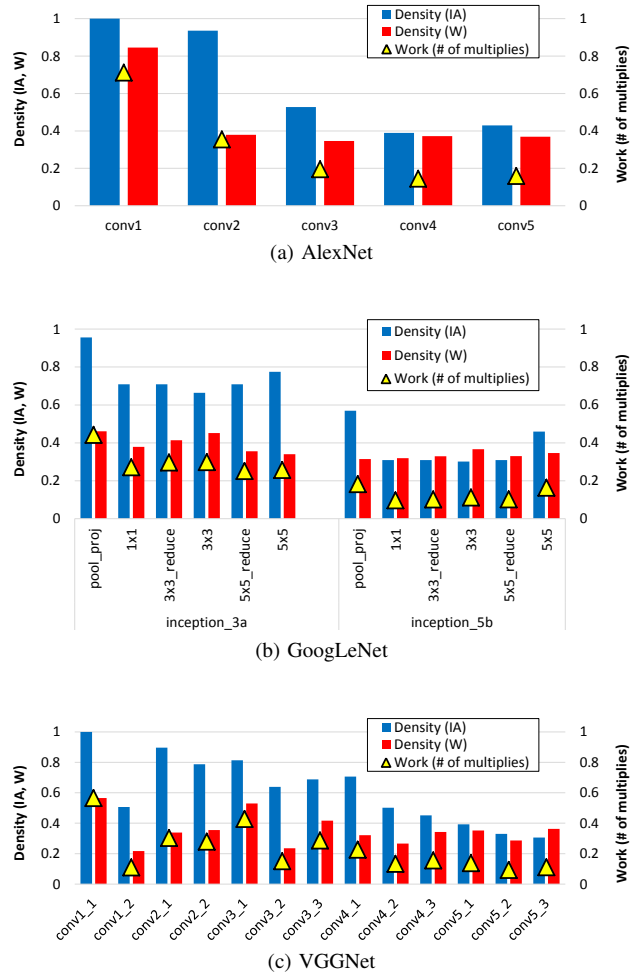 1
0.8
0.6
0.4
0.2
0
Density (IA, W)
Density (IA)
Density (W)
Work (# of multiplies)
1
0.8
0.6
0.4
0.2
0
Work (# of multiplies)
conv1 conv2 conv3 conv4 conv5
(a) AlexNet
1
0.8
0.6
0.4
0.2
0
Density (IA, W)
Density (IA)
Density (W)
Work (# of multiplies)
1
0.8
0.6
0.4
0.2
0
Work (# of multiplies)
pool_proj
1x1
3x3_reduce
3x3
5x5_reduce
5x5
pool_proj
1x1
3x3_reduce
3x3
5x5_reduce
5x5
inception_3a inception_5b
(b) GoogLeNet
1
0.8
0.6
0.4
0.2
0
Density (IA, W)
Density (IA)
Density (W)
Work (# of multiplies)
1
0.8
0.6
0.4
0.2
0
Work (# of multiplies)
conv1_1
conv1_2
conv2_1
conv2_2
conv3_1
conv3_2
conv3_3
conv4_1
conv4_2
conv4_3
conv5_1
conv5_2
conv5_3
(c) VGGNet